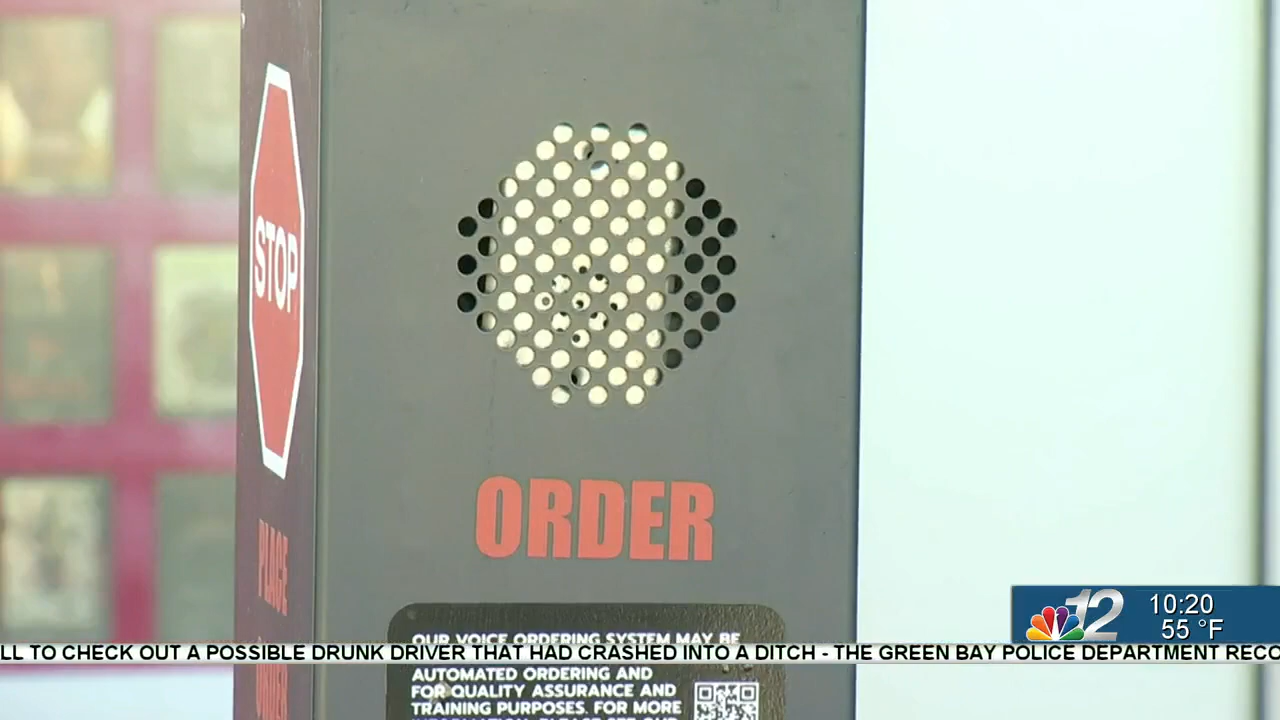 STOP
PLACE
ORDER
ORDER
OUR VOICE ORDERING SYSTEM MAY BE
AUTOMATED ORDERING AND
FOR QUALITY ASSURANCE AND
TRAINING PURPOSES. FOR MORE
12
10:20
55 °F
LL TO CHECK OUT A POSSIBLE DRUNK DRIVER THAT HAD CRASHED INTO A DITCH - THE GREEN BAY POLICE DEPARTMENT RECO